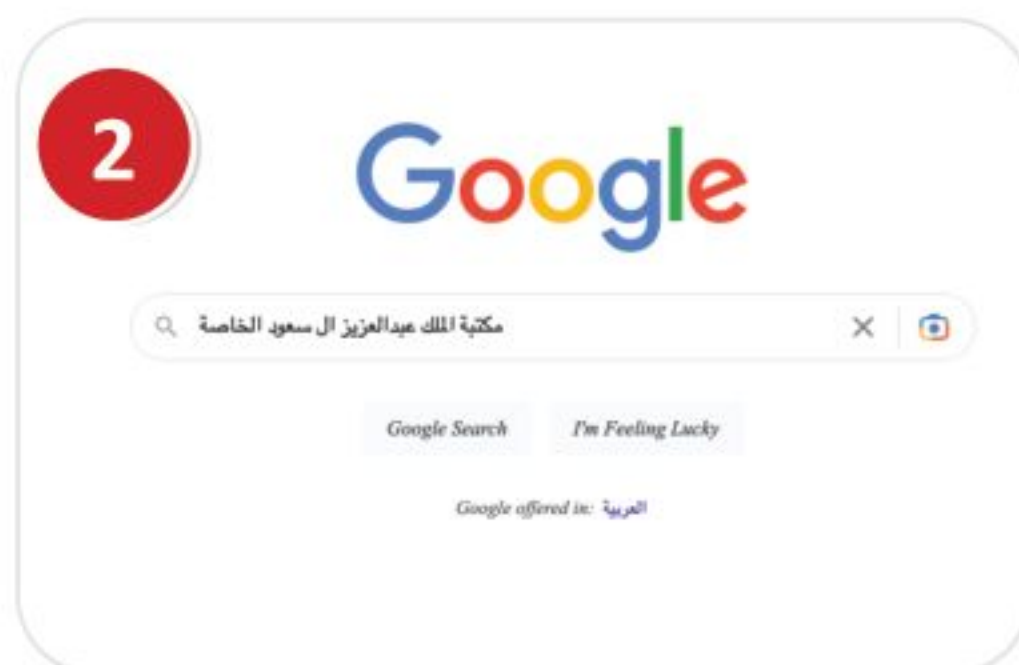 2
Google
مكتبة الملك عبدالعزيز ال سعود الخاصة
Google Search
I'm Feeling Lucky
Google offered in: العربية